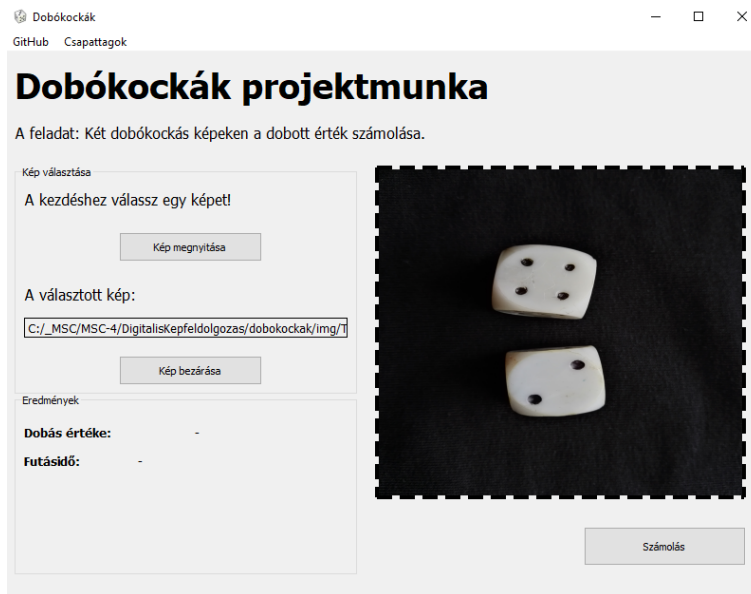 Dobókockák
GitHub Csapattagok
Dobókockák projektmunka
A feladat: Két dobókockás képeken a dobott érték számolása.
Kép választása
A kezdéshez válassz egy képet!
Kép megnyitása
A választott kép:
C:/_MSC/MSC-4/DigitalisKepfeldolgozas/dobokockak/img/T
Kép bezárása
Eredmények
Dobás értéke: -
Futásidő: -
Számolás